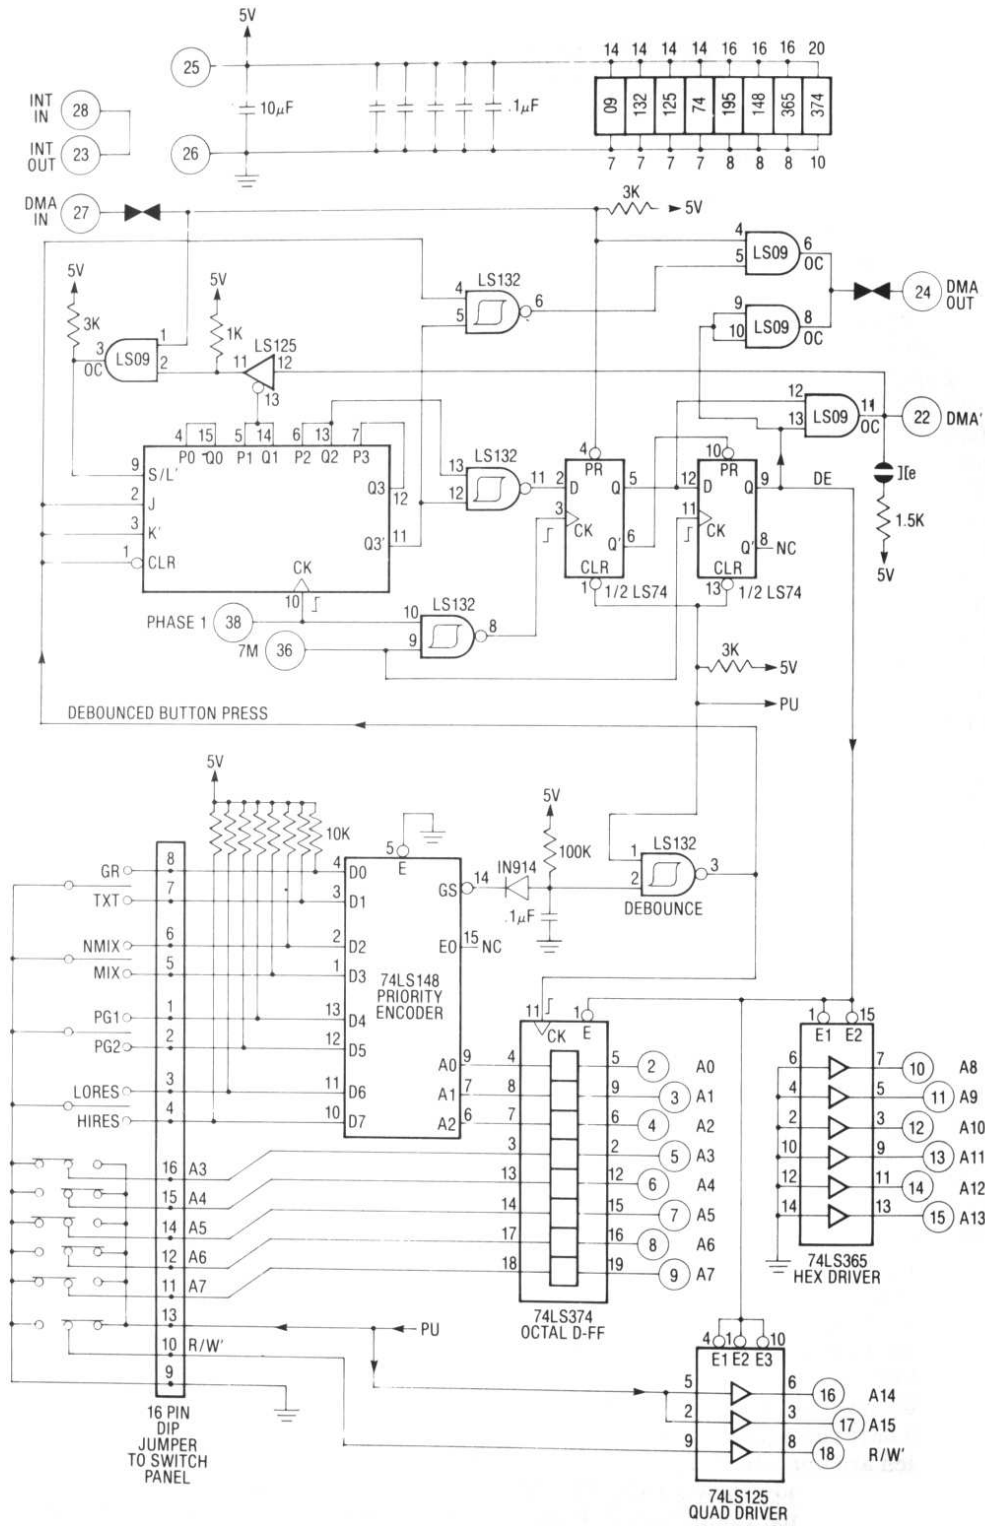 5V
25
28
INT
IN
23
INT
OUT
26
10μF
.1μF
14 14 14 14 16 16 16 20
09 132 125 74 195 148 365 374
7 7 7 7 8 8 8 10
DMA
IN
27
3K
5V
5V
3K
5V
1K
LS125
11 12
13
3
OC
LS09
1
2
LS132
4
5
6
4
5
LS09
6
OC
9
10
LS09
8
OC
24
DMA
OUT
12
13
LS09
11
OC
22
DMA'
IIe
1.5K
5V
4 15 5 14 6 13 7
P0 Q0 P1 Q1 P2 Q2 P3
9 S/L'
2 J
3 K'
1 CLR
Q3
12
Q3'
11
CK
10
LS132
13
12
11
4
PR
2 D
Q 5
3
CK
Q' 6
CLR
1
1/2 LS74
10
PR
12 D
Q 9
11
CK
Q' 8
NC
CLR
13
1/2 LS74
DE
PHASE 1
38
7M
36
LS132
10
9
8
3K
5V
PU
DEBOUNCED BUTTON PRESS
5V
10K
GR
TXT
NMIX
MIX
PG1
PG2
LORES
HIRES
8
7
6
5
1
2
3
4
16 A3
15 A4
14 A5
12 A6
11 A7
13
10 R/W'
9
16 PIN
DIP
JUMPER
TO SWITCH
PANEL
5
E
4 D0
3 D1
2 D2
1 D3
13 D4
12 D5
11 D6
10 D7
74LS148
PRIORITY
ENCODER
GS 14
EO 15 NC
A0 9
A1 7
A2 6
IN914
5V
100K
.1μF
1
2
LS132
3
DEBOUNCE
11
CK
1
E
4 5 2 A0
8 9 3 A1
7 6 4 A2
3 2 5 A3
13 12 6 A4
14 15 7 A5
17 16 8 A6
18 19 9 A7
74LS374
OCTAL D-FF
1 15
E1 E2
6 7 10 A8
4 5 11 A9
2 3 12 A10
10 9 13 A11
12 11 14 A12
14 13 15 A13
74LS365
HEX DRIVER
PU
4 1 10
E1 E2 E3
5 6 16 A14
2 3 17 A15
9 8 18 R/W'
74LS125
QUAD DRIVER